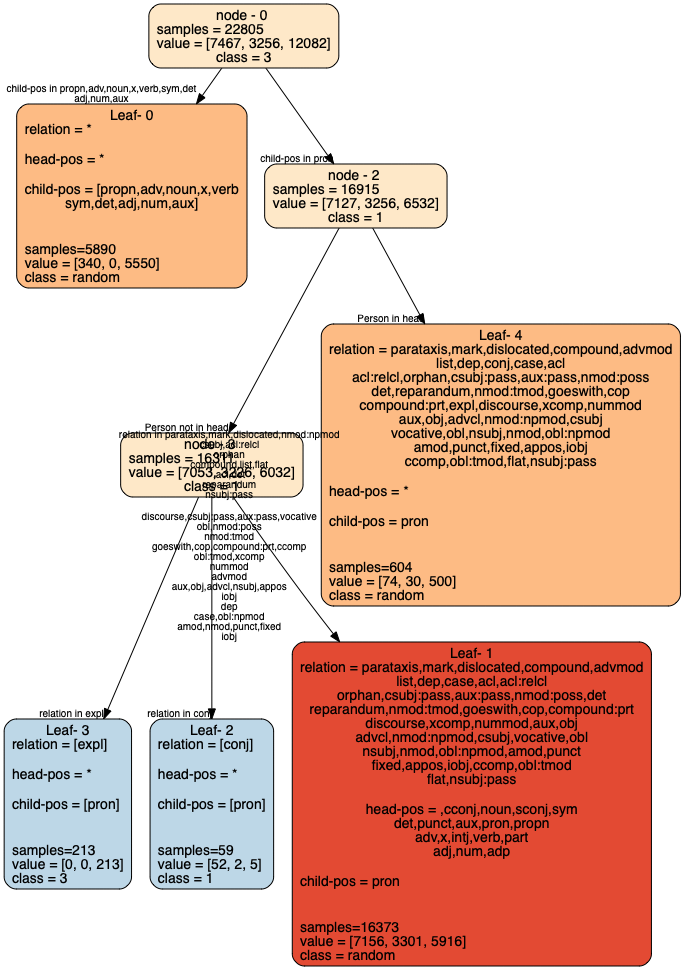 node - 0
samples = 22805
value = [7467, 3256, 12082]
class = 3
child-pos in propn,adv,noun,x,verb,sym,det
adj,num,aux
Leaf- 0
relation = *
head-pos = *
child-pos = [propn,adv,noun,x,verb
sym,det,adj,num,aux]
samples=5890
value = [340, 0, 5550]
class = random
child-pos in pron
node - 2
samples = 16915
value = [7127, 3256, 6532]
class = 1
Person in head
Leaf- 4
relation = parataxis,mark,dislocated,compound,advmod
list,dep,conj,case,acl
acl:relcl,orphan,csubj:pass,aux:pass,nmod:poss
det,reparandum,nmod:tmod,goeswith,cop
compound:prt,expl,discourse,xcomp,nummod
aux,obj,advcl,nmod:npmod,csubj
vocative,obl,nsubj,nmod,obl:npmod
amod,punct,fixed,appos,iobj
ccomp,obl:tmod,flat,nsubj:pass
head-pos = *
child-pos = pron
samples=604
value = [74, 30, 500]
class = random
Person not in head
relation in parataxis,mark,dislocated,nmod:npmod
orphan
compound,list,flat
reparandum
nsubj:pass
samples = 16311
value = [7053, 3226, 6032]
discourse,csubj:pass,aux:pass,vocative
obl,nmod:poss
nmod:tmod
goeswith,cop,compound:prt,ccomp
obl:tmod,xcomp
nummod
advmod
aux,obj,advcl,nsubj,appos
iobj
dep
case,obl:npmod
amod,nmod,punct,fixed
iobj
relation in expl
Leaf- 3
relation = [expl]
head-pos = *
child-pos = [pron]
samples=213
value = [0, 0, 213]
class = 3
relation in conj
Leaf- 2
relation = [conj]
head-pos = *
child-pos = [pron]
samples=59
value = [52, 2, 5]
class = 1
Leaf- 1
relation = parataxis,mark,dislocated,compound,advmod
list,dep,case,acl,acl:relcl
orphan,csubj:pass,aux:pass,nmod:poss,det
reparandum,nmod:tmod,goeswith,cop,compound:prt
discourse,xcomp,nummod,aux,obj
advcl,nmod:npmod,csubj,vocative,obl
nsubj,nmod,obl:npmod,amod,punct
fixed,appos,iobj,ccomp,obl:tmod
flat,nsubj:pass
head-pos = ,cconj,noun,sconj,sym
det,punct,aux,pron,propn
adv,x,intj,verb,part
adj,num,adp
child-pos = pron
samples=16373
value = [7156, 3301, 5916]
class = random